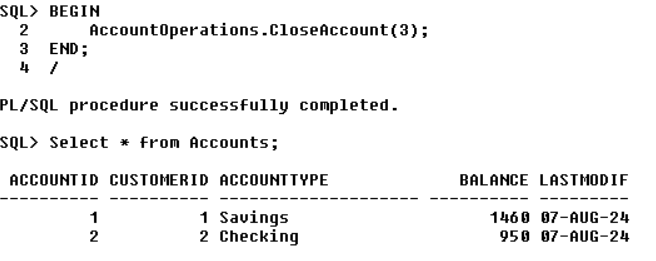 SQL> BEGIN
  2      AccountOperations.CloseAccount(3);
  3  END;
  4  /
PL/SQL procedure successfully completed.
SQL> Select * from Accounts;
 ACCOUNTID CUSTOMERID ACCOUNTTYPE             BALANCE LASTMODIF
---------- ---------- -------------------- ---------- ---------
         1          1 Savings                    1460 07-AUG-24
         2          2 Checking                    950 07-AUG-24